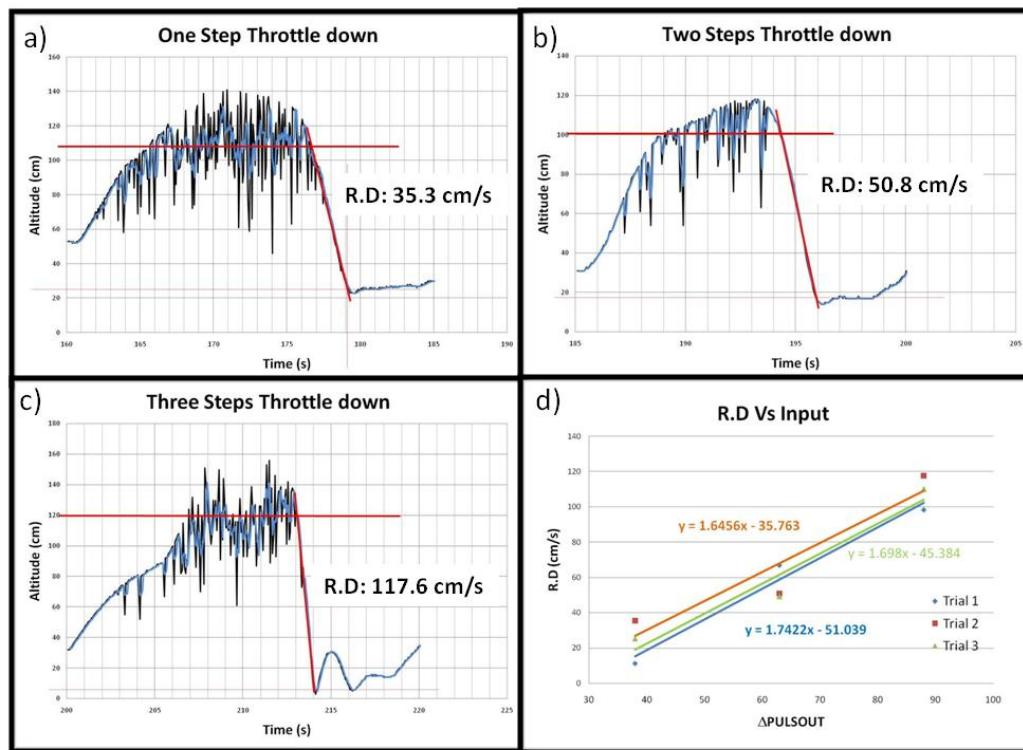 a)
One Step Throttle down
Altitude (cm)
160
140
120
100
80
60
40
20
0
R.D: 35.3 cm/s
160 165 170 175 180 185 190
Time (s)
b)
Two Steps Throttle down
Altitude (cm)
140
120
100
80
60
40
20
0
R.D: 50.8 cm/s
185 190 195 200 205
Time (s)
c)
Three Steps Throttle down
Altitude (cm)
180
160
140
120
100
80
60
40
20
0
R.D: 117.6 cm/s
200 205 210 215 220 225
Time (s)
d)
R.D Vs Input
R.D (cm/s)
140
120
100
80
60
40
20
0
y = 1.6456x - 35.763
y = 1.698x - 45.384
y = 1.7422x - 51.039
Trial 1
Trial 2
Trial 3
30 40 50 60 70 80 90 100
ΔPULSOUT